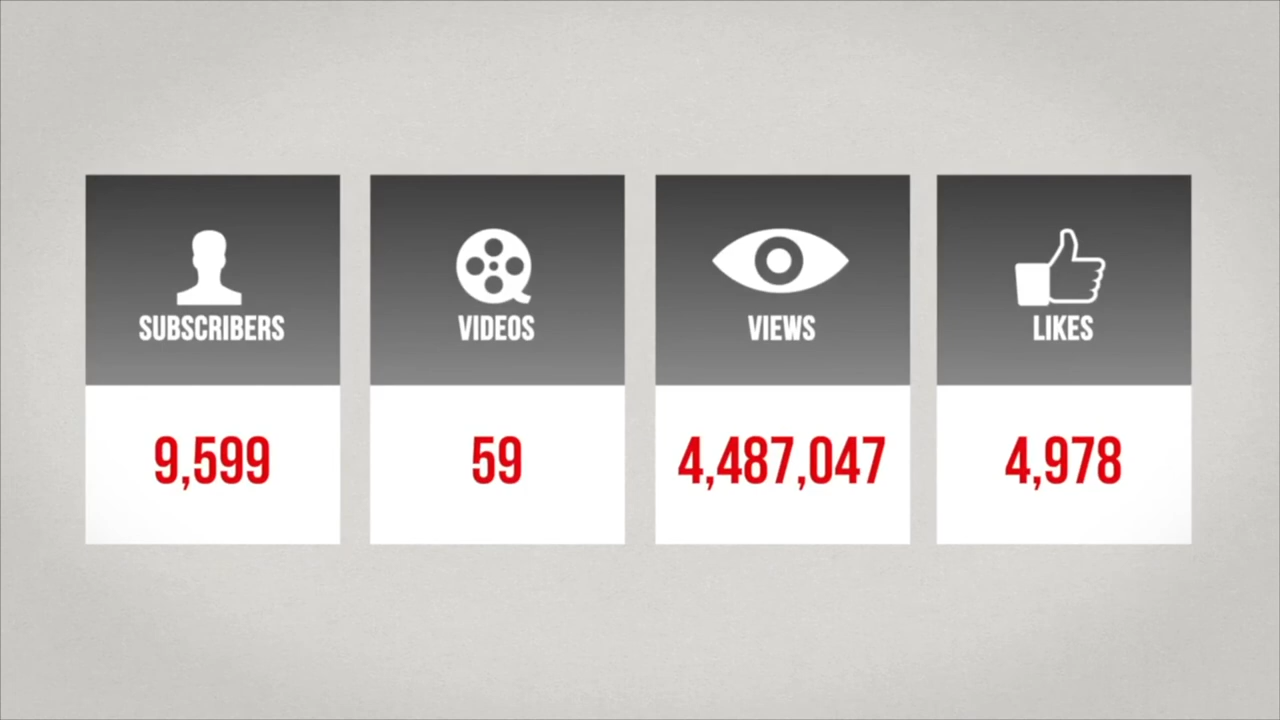 SUBSCRIBERS
9,599
VIDEOS
59
VIEWS
4,487,047
LIKES
4,978